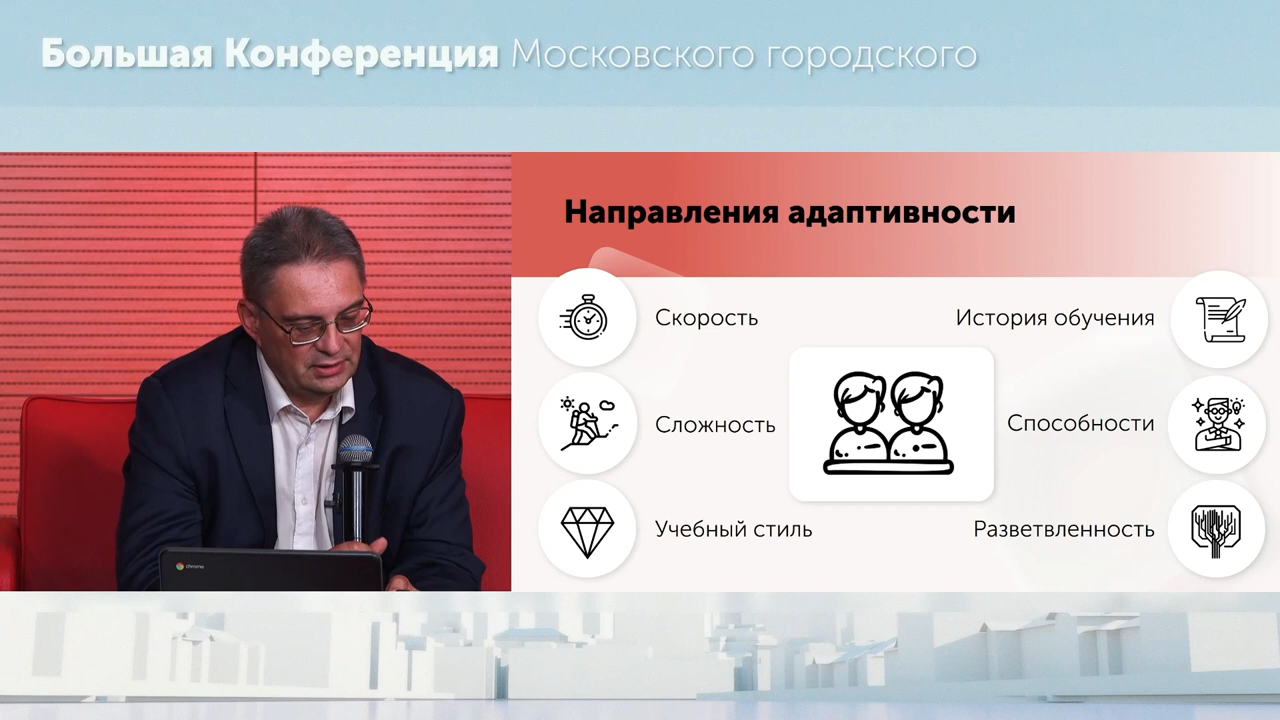 Большая Конференция Московского городского
Направления адаптивности
Скорость
История обучения
Сложность
Способности
Учебный стиль
Разветвленность
chrome